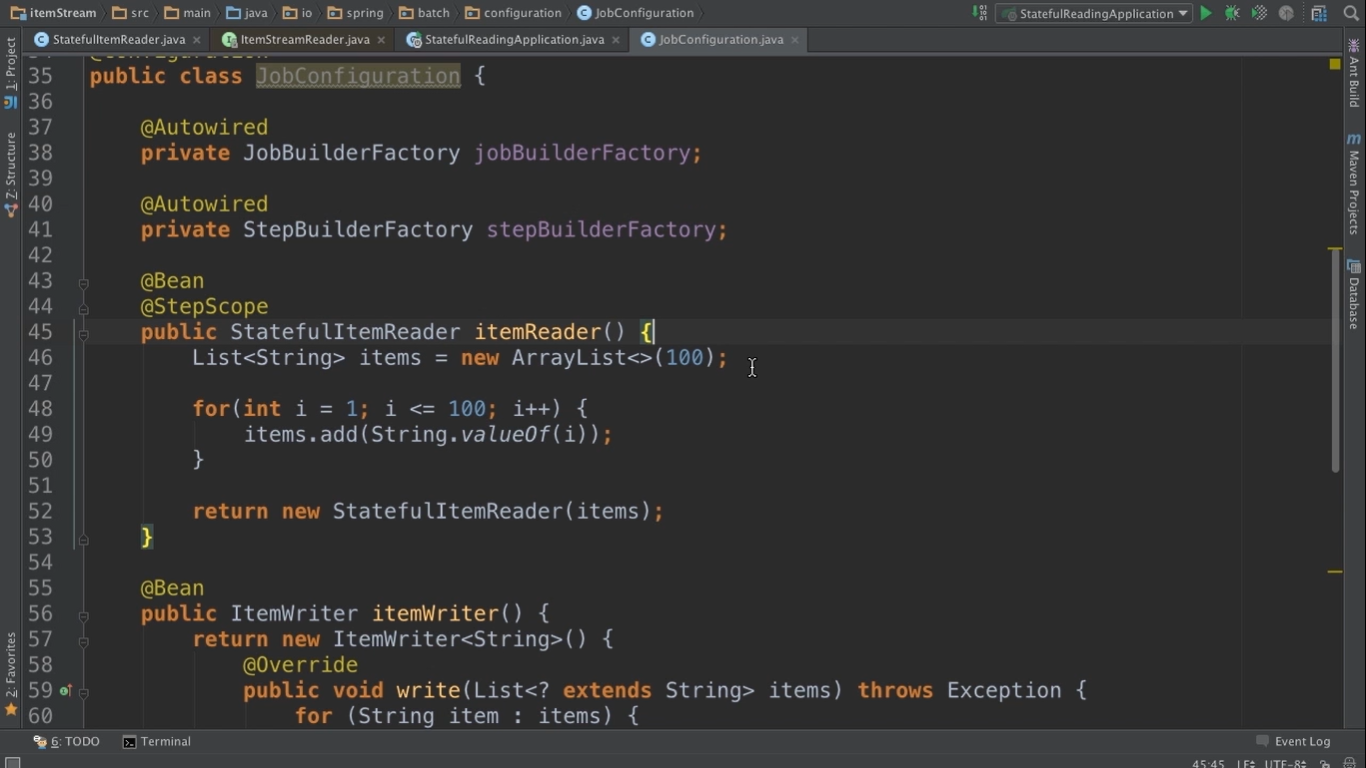 itemStream src main java io spring batch configuration JobConfiguration StatefulReadingApplication
StatefulItemReader.java ItemStreamReader.java StatefulReadingApplication.java JobConfiguration.java
1: Project
7: Structure
2: Favorites
35 public class JobConfiguration {
36
37 @Autowired
38 private JobBuilderFactory jobBuilderFactory;
39
40 @Autowired
41 private StepBuilderFactory stepBuilderFactory;
42
43 @Bean
44 @StepScope
45 public StatefulItemReader itemReader() {
46 List<String> items = new ArrayList<>(100);
47
48 for(int i = 1; i <= 100; i++) {
49 items.add(String.valueOf(i));
50 }
51
52 return new StatefulItemReader(items);
53 }
54
55 @Bean
56 public ItemWriter itemWriter() {
57 return new ItemWriter<String>() {
58 @Override
59 public void write(List<? extends String> items) throws Exception {
60 for (String item : items) {
Ant Build
Maven Projects
Database
6: TODO Terminal Event Log
45:45 LF UTF-8